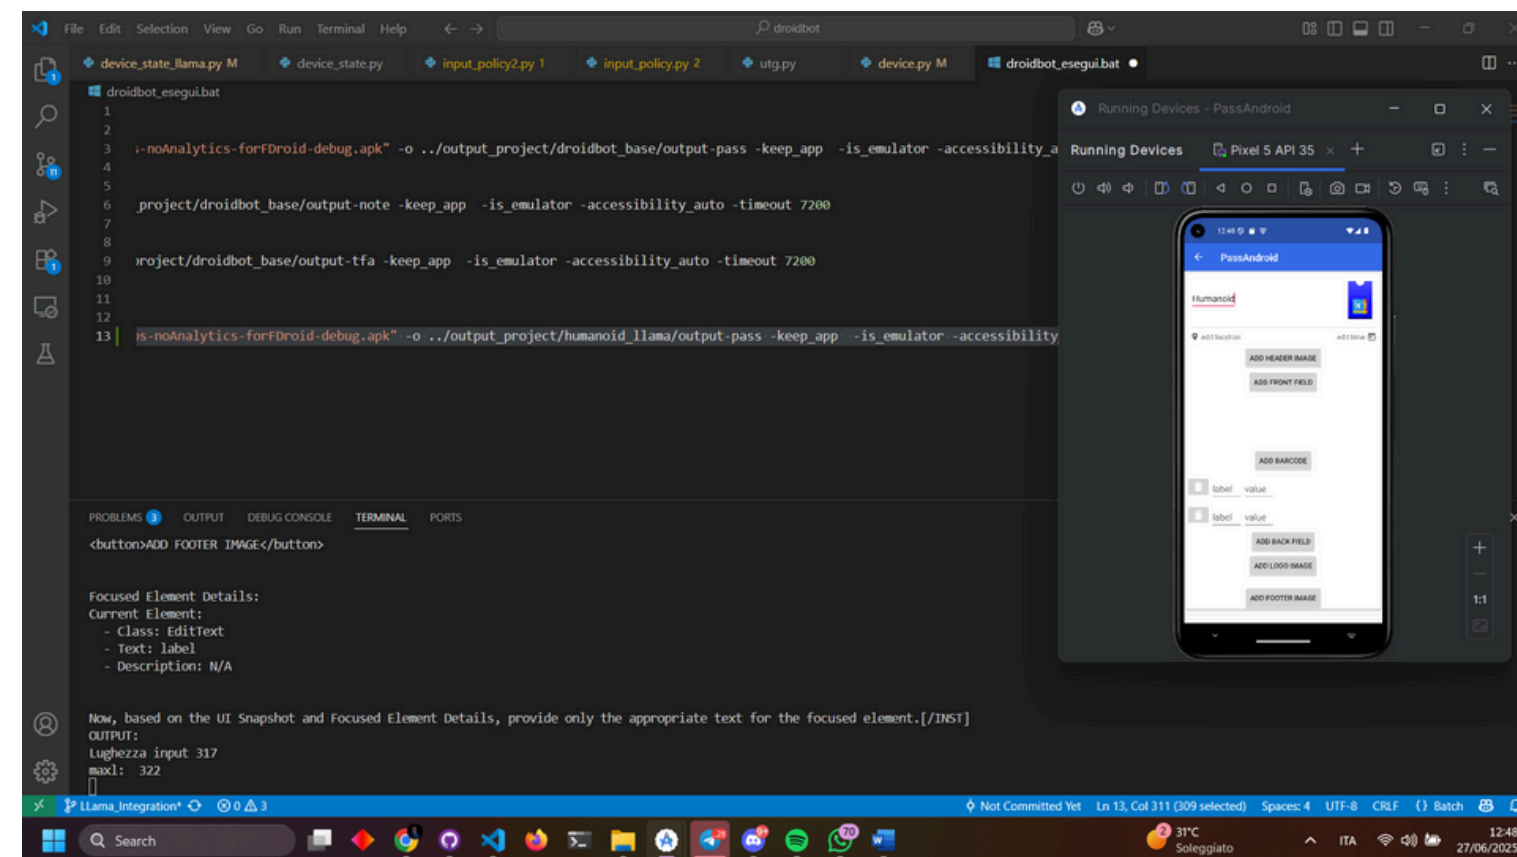 File Edit Selection View Go Run Terminal Help
droidbot
device_state_llama.py M
device_state.py
input_policy2.py 1
input_policy.py 2
utg.py
device.py M
droidbot_esegui.bat
droidbot_esegui.bat
1
2
3 -noAnalytics-forFDroid-debug.apk" -o ../output_project/droidbot_base/output-pass -keep_app -is_emulator -accessibility_a
4
5
6 _project/droidbot_base/output-note -keep_app -is_emulator -accessibility_auto -timeout 7200
7
8
9 project/droidbot_base/output-tfa -keep_app -is_emulator -accessibility_auto -timeout 7200
10
11
12
13 s-noAnalytics-forFDroid-debug.apk" -o ../output_project/humanoid_llama/output-pass -keep_app -is_emulator -accessibility
Running Devices - PassAndroid
Running Devices
Pixel 5 API 35
1:1
12:48
PassAndroid
Humanoid
edit location
edit time
ADD HEADER IMAGE
ADD FRONT FIELD
ADD BARCODE
label value
label value
ADD BACK FIELD
ADD LOGO IMAGE
ADD FOOTER IMAGE
PROBLEMS 3 OUTPUT DEBUG CONSOLE TERMINAL PORTS
<button>ADD FOOTER IMAGE</button>
Focused Element Details:
Current Element:
- Class: EditText
- Text: label
- Description: N/A
Now, based on the UI Snapshot and Focused Element Details, provide only the appropriate text for the focused element.[/INST]
OUTPUT:
Lughezza input 317
maxl: 322
LLama_Integration* 0 3
Not Committed Yet Ln 13, Col 311 (309 selected) Spaces: 4 UTF-8 CRLF {} Batch
Search
31°C
Soleggiato
ITA
12:48
27/06/2025